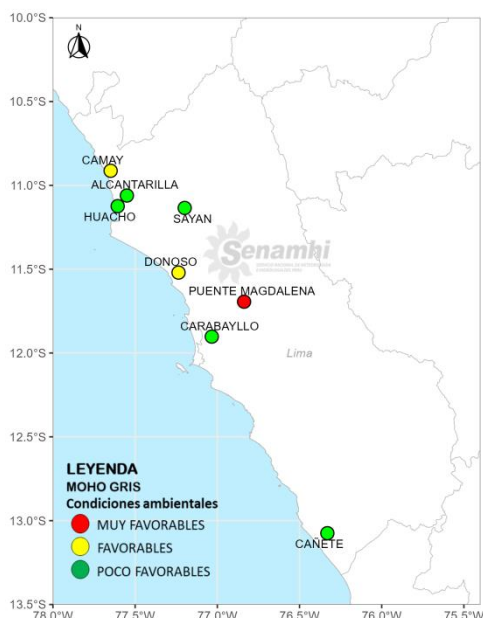 10.0°S
N
10.5°S
CAMAY
11.0°S
ALCANTARILLA
HUACHO
SAYAN
Senamhi
DONOSO
11.5°S
PUENTE MAGDALENA
CARABAYLLO
12.0°S
Lima
12.5°S
LEYENDA
MOHO GRIS
Condiciones ambientales
MUY FAVORABLES
13.0°S
FAVORABLES
CAÑETE
POCO FAVORABLES
13.5°S
78.0°W 77.5°W 77.0°W 76.5°W 76.0°W 75.5°W